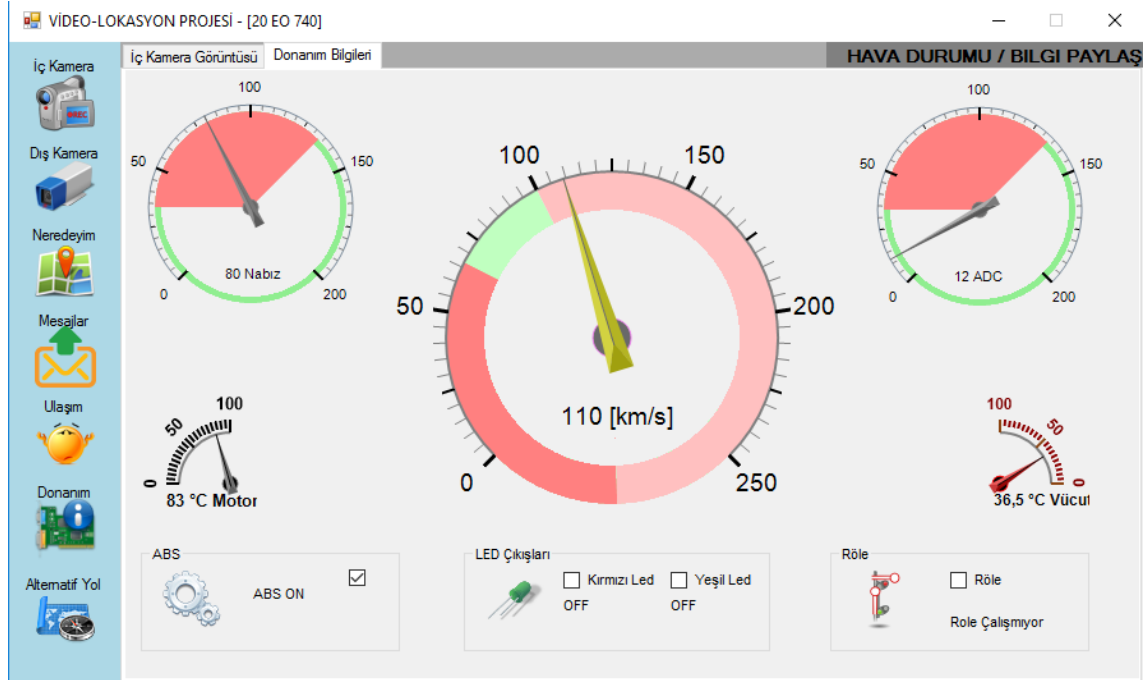 VİDEO-LOKASYON PROJESİ - [20 EO 740]
İç Kamera
Dış Kamera
Neredeyim
Mesajlar
Ulaşım
Donanım
Alternatif Yol
İç Kamera Görüntüsü Donanım Bilgileri
HAVA DURUMU / BILGI PAYLAŞ
0 50 100 150 200
80 Nabız
0 50 100 150 200 250
110 [km/s]
0 50 100 150 200
12 ADC
0 50 100
83 °C Motor
100 50 0
36,5 °C Vücut
ABS
ABS ON
LED Çıkışları
Kırmızı Led Yeşil Led
OFF OFF
Röle
Röle
Role Çalışmıyor